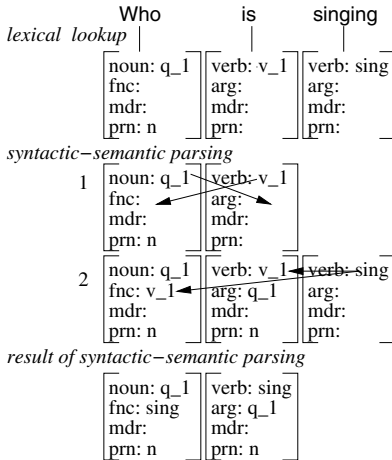 Who is singing
lexical lookup
noun: q_1 verb: v_1 verb: sing
fnc: arg: arg:
mdr: mdr: mdr:
prn: n prn: prn:
syntactic−semantic parsing
1
noun: q_1 verb: v_1
fnc: arg:
mdr: mdr:
prn: n prn:
2
noun: q_1 verb: v_1 verb: sing
fnc: v_1 arg: q_1 arg:
mdr: mdr: mdr:
prn: n prn: n prn:
result of syntactic−semantic parsing
noun: q_1 verb: sing
fnc: sing arg: q_1
mdr: mdr:
prn: n prn: n